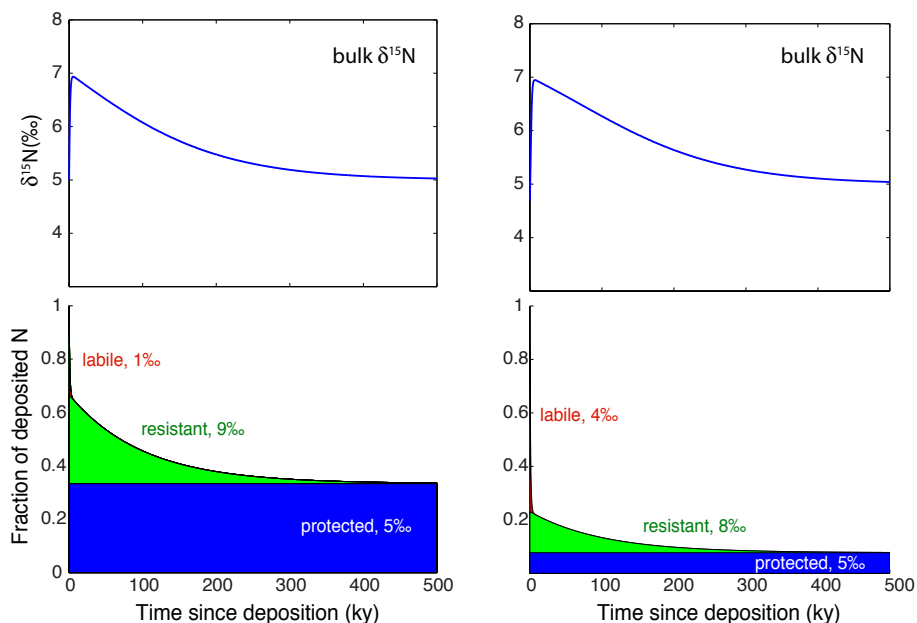 8
7
6
5
4
δ¹⁵N(‰)
bulk δ¹⁵N
8
7
6
5
4
bulk δ¹⁵N
1
0.8
0.6
0.4
0.2
0
Fraction of deposited N
labile, 1‰
resistant, 9‰
protected, 5‰
0 100 200 300 400 500
Time since deposition (ky)
1
0.8
0.6
0.4
0.2
labile, 4‰
resistant, 8‰
protected, 5‰
0 100 200 300 400 500
Time since deposition (ky)